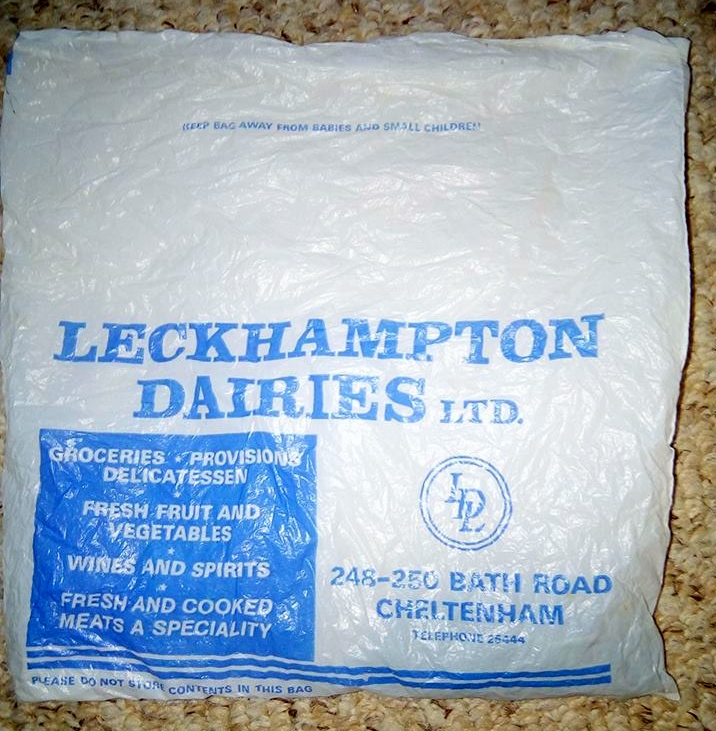 KEEP BAG AWAY FROM BABIES AND SMALL CHILDREN
LECKHAMPTON
DAIRIES LTD.
GROCERIES * PROVISIONS
DELICATESSEN
FRESH FRUIT AND
VEGETABLES
*
WINES AND SPIRITS
*
FRESH AND COOKED
MEATS A SPECIALITY
LDL
248-250 BATH ROAD
CHELTENHAM
TELEPHONE 25444
PLEASE DO NOT STORE CONTENTS IN THIS BAG